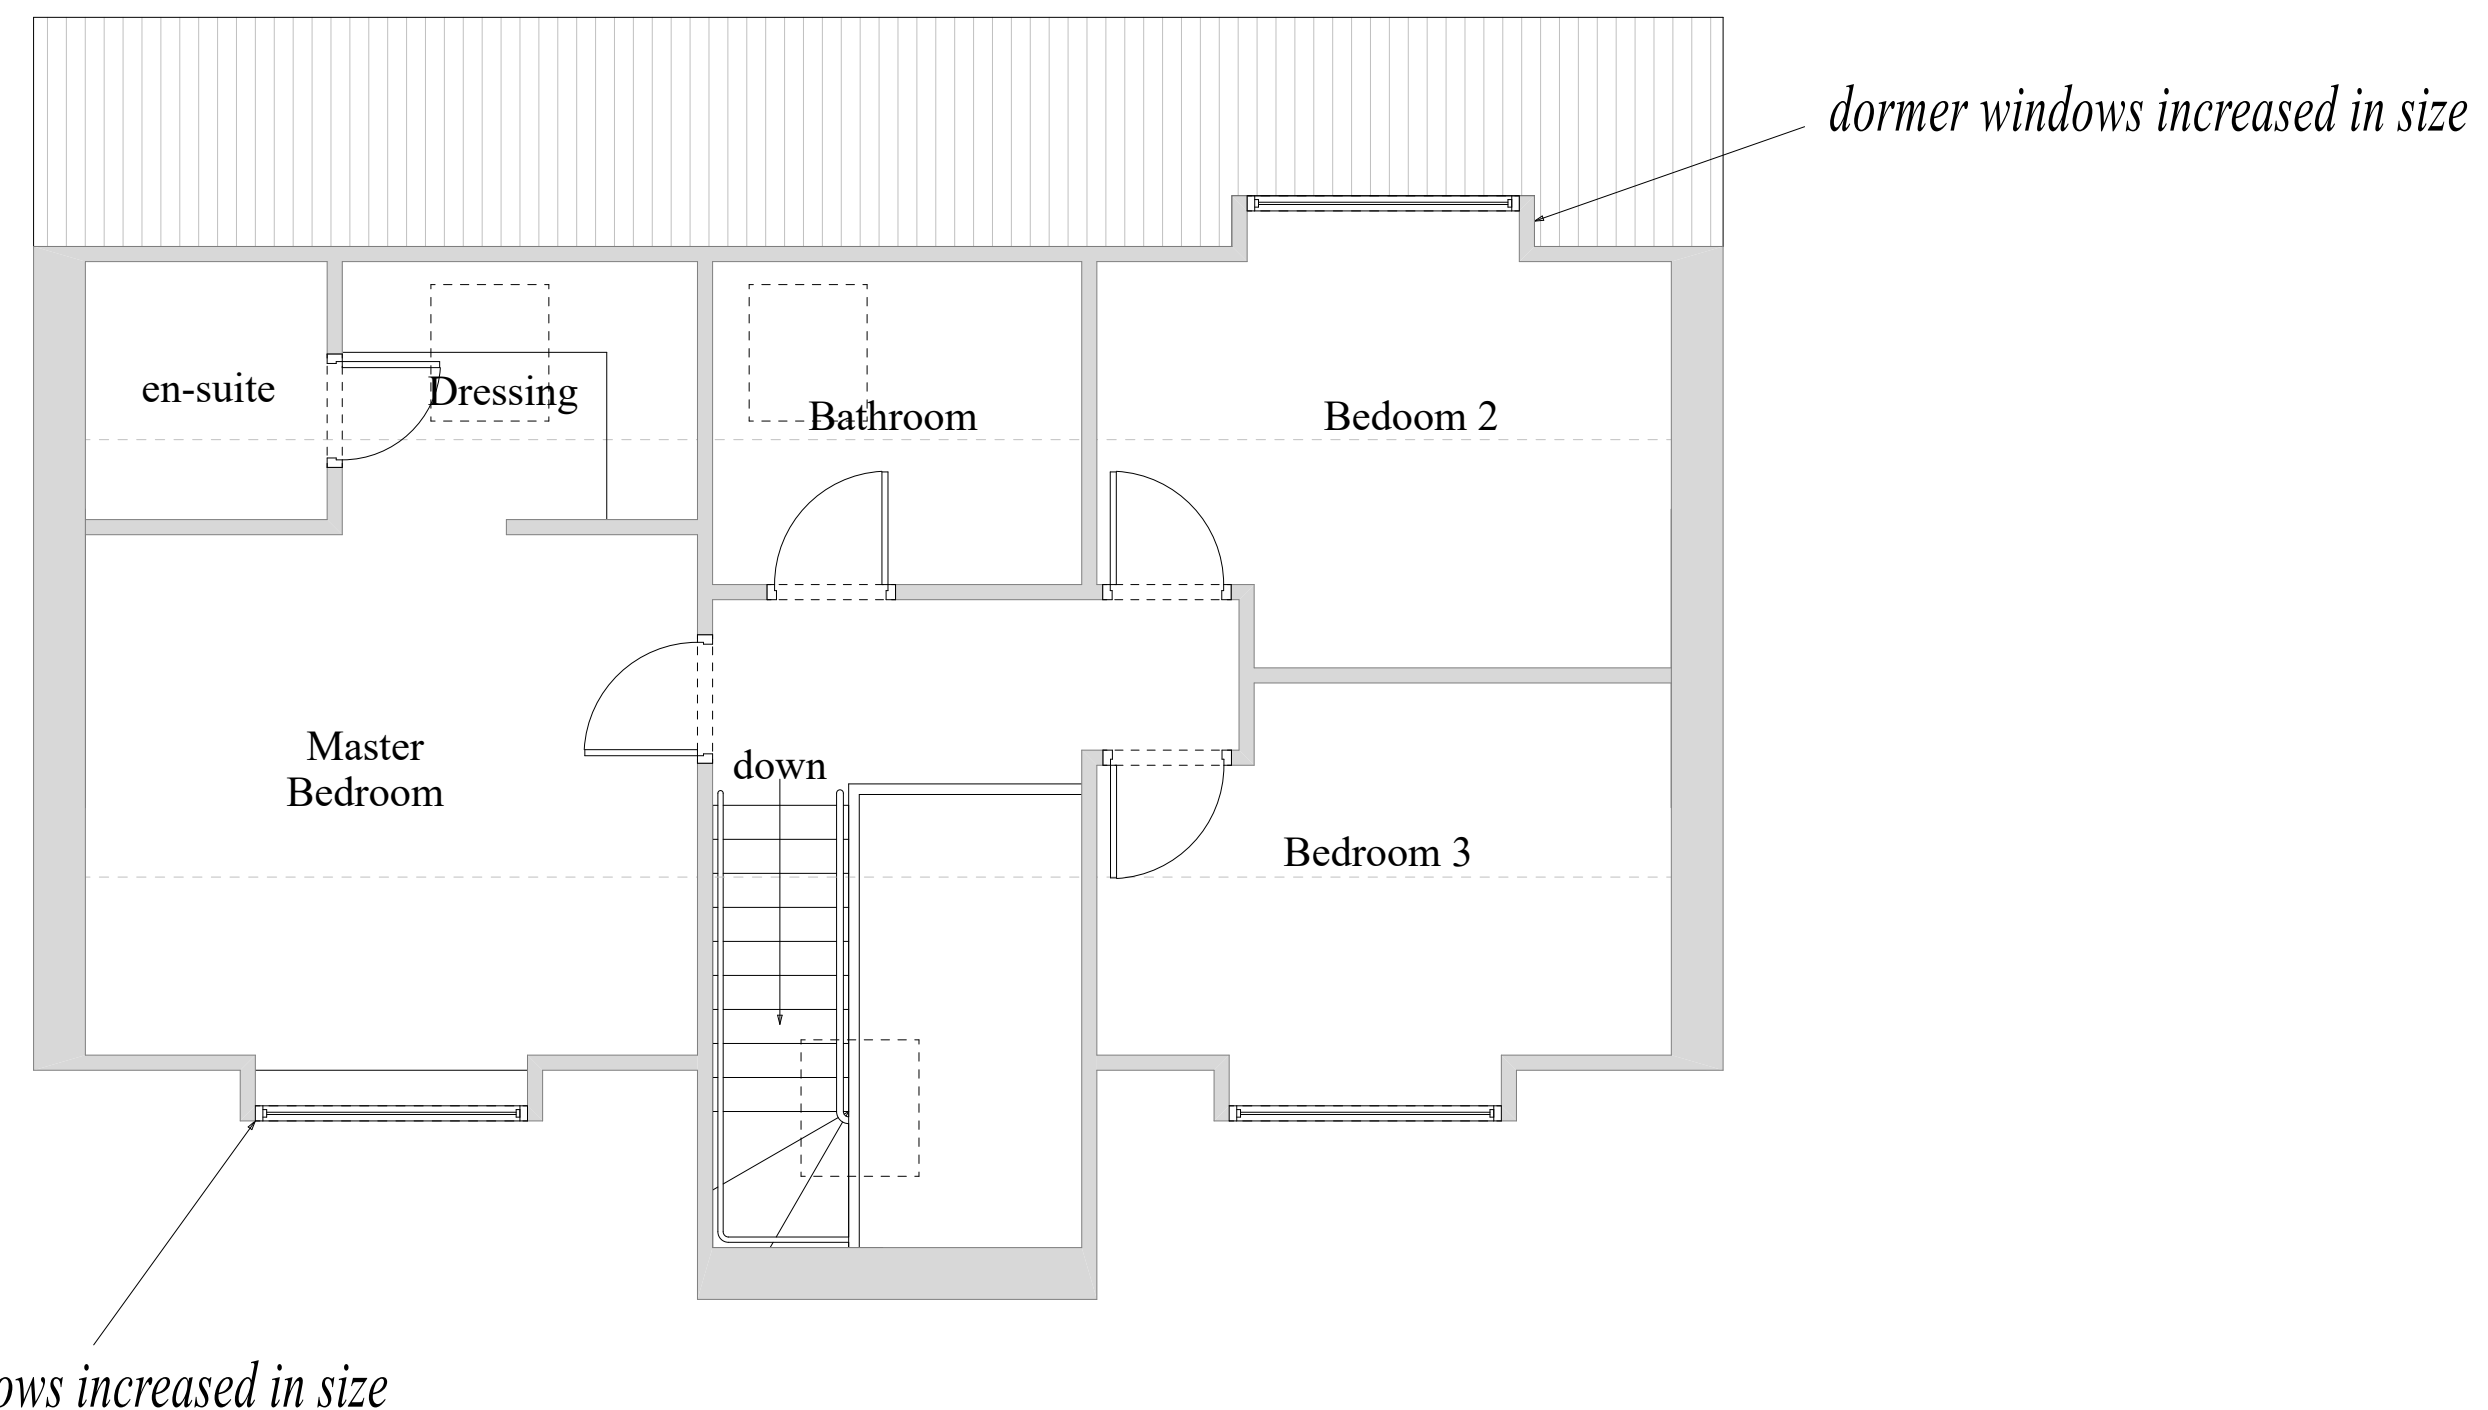 dormer windows increased in size
en-suite
Dressing
Bathroom
Bedoom 2
Master
Bedroom
down
Bedroom 3
increased in size